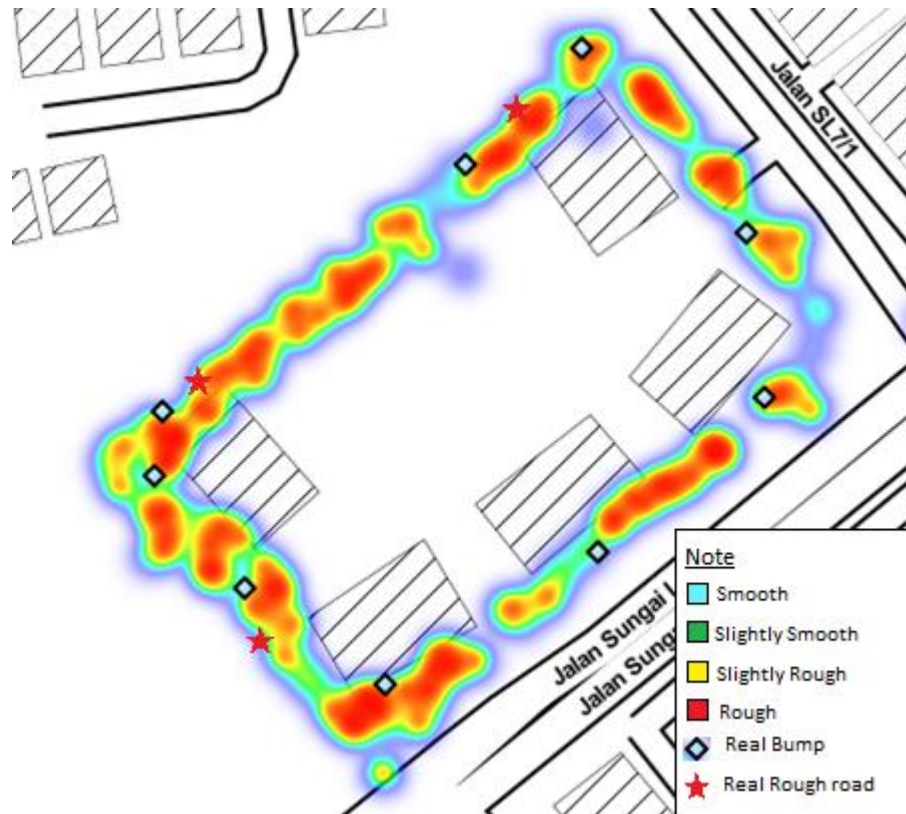 Jalan SL7/1
Jalan Sungai L
Jalan Sung
Note
Smooth
Slightly Smooth
Slightly Rough
Rough
Real Bump
Real Rough road